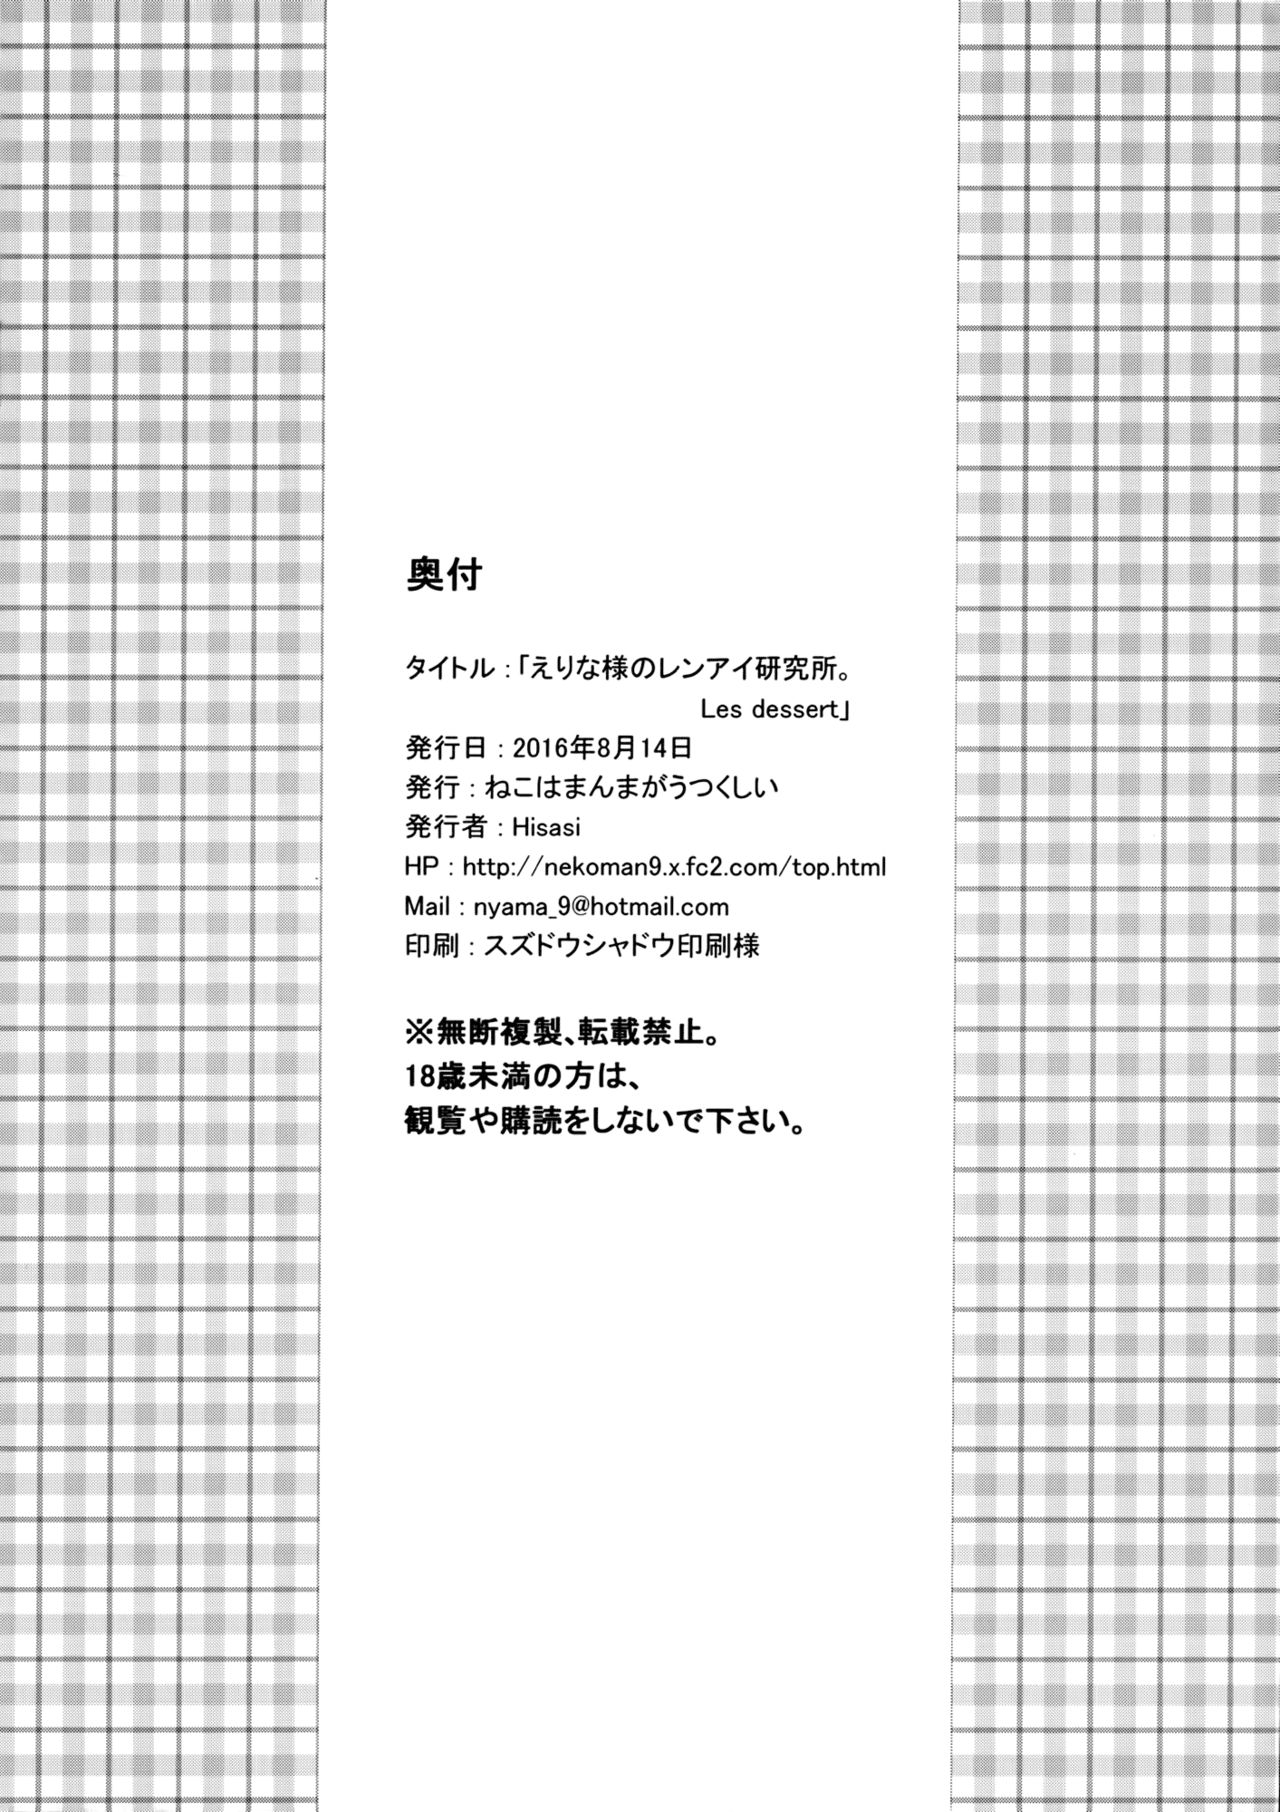 奥付
タイトル : 「えりな様のレンアイ研究所。
Les dessert」
発行日 : 2016年8月14日
発行 : ねこはまんまがうつくしい
発行者 : Hisasi
HP : http://nekoman9.x.fc2.com/top.html
Mail : nyama_9@hotmail.com
印刷 : スズドウシャドウ印刷様
※無断複製、転載禁止。
18歳未満の方は、
観覧や購読をしないで下さい。